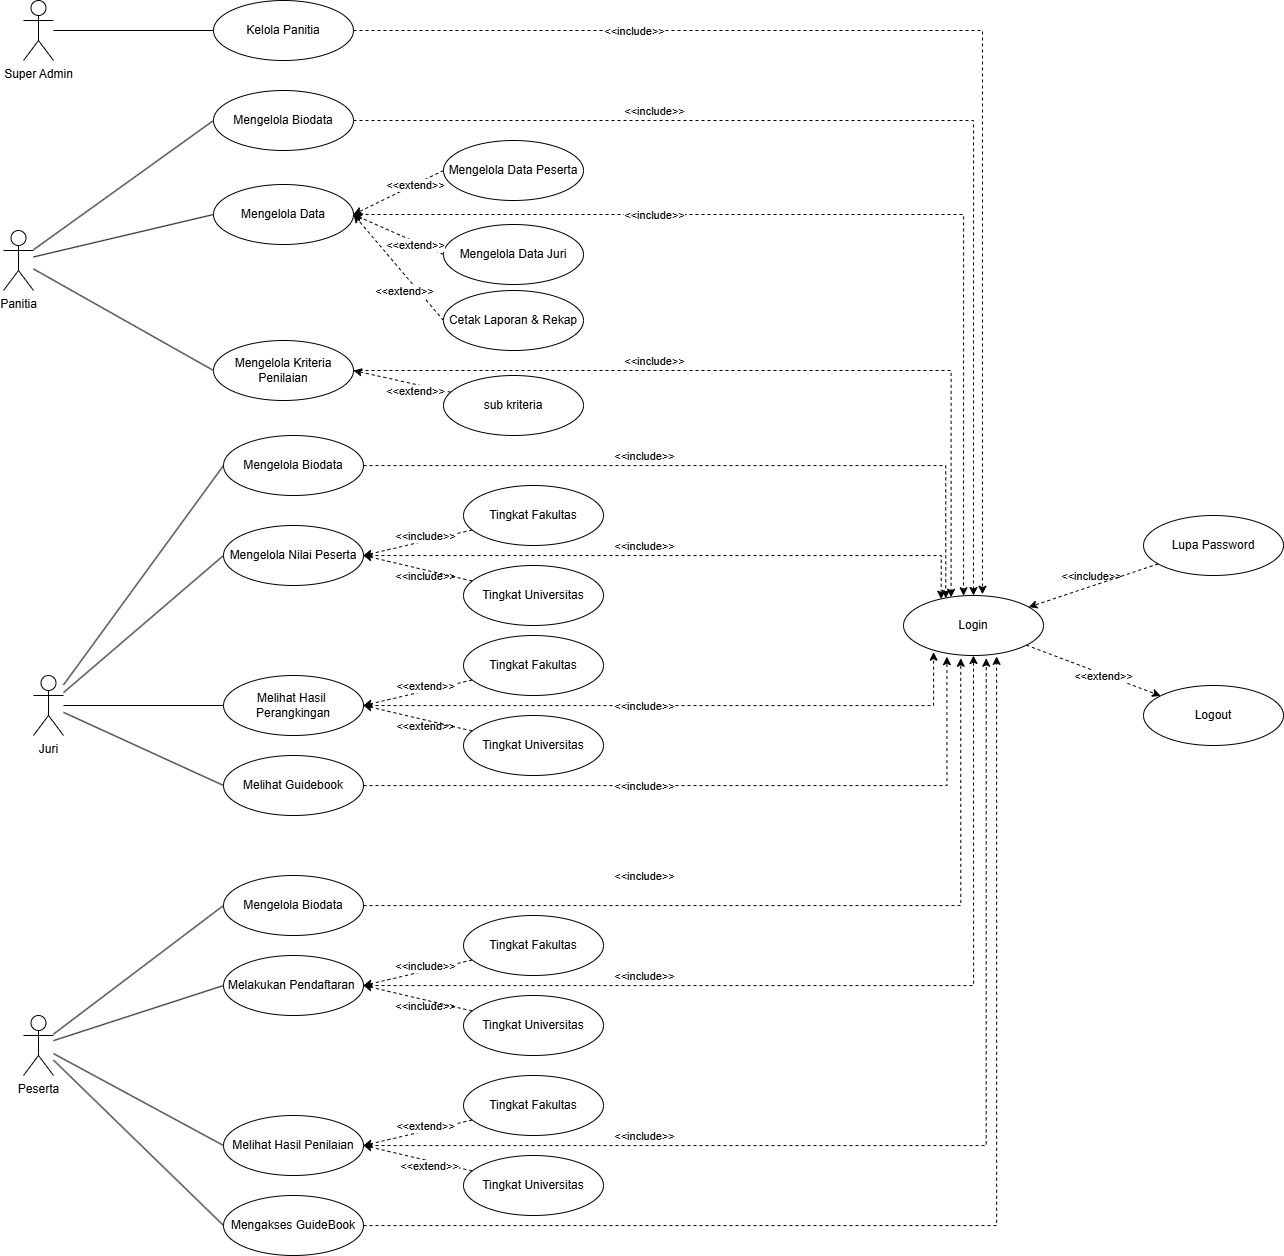 Kelola Panitia
<<include>>
Super Admin
Mengelola Biodata
<<include>>
Mengelola Data Peserta
<<extend>>
Mengelola Data
<<include>>
<<extend>>
Mengelola Data Juri
Panitia
<<extend>>
Cetak Laporan & Rekap
Mengelola Kriteria
Penilaian
<<include>>
<<extend>>
sub kriteria
Mengelola Biodata
<<include>>
Tingkat Fakultas
<<include>>
Mengelola Nilai Peserta
<<include>>
<<include>>
Tingkat Universitas
Lupa Password
<<include>>
Login
Tingkat Fakultas
<<extend>>
Melihat Hasil
Perangkingan
<<include>>
<<extend>>
Tingkat Universitas
<<extend>>
Logout
Juri
Melihat Guidebook
<<include>>
<<include>>
Mengelola Biodata
Tingkat Fakultas
<<include>>
Melakukan Pendaftaran
<<include>>
<<include>>
Tingkat Universitas
Peserta
Tingkat Fakultas
<<extend>>
Melihat Hasil Penilaian
<<include>>
<<extend>>
Tingkat Universitas
Mengakses GuideBook